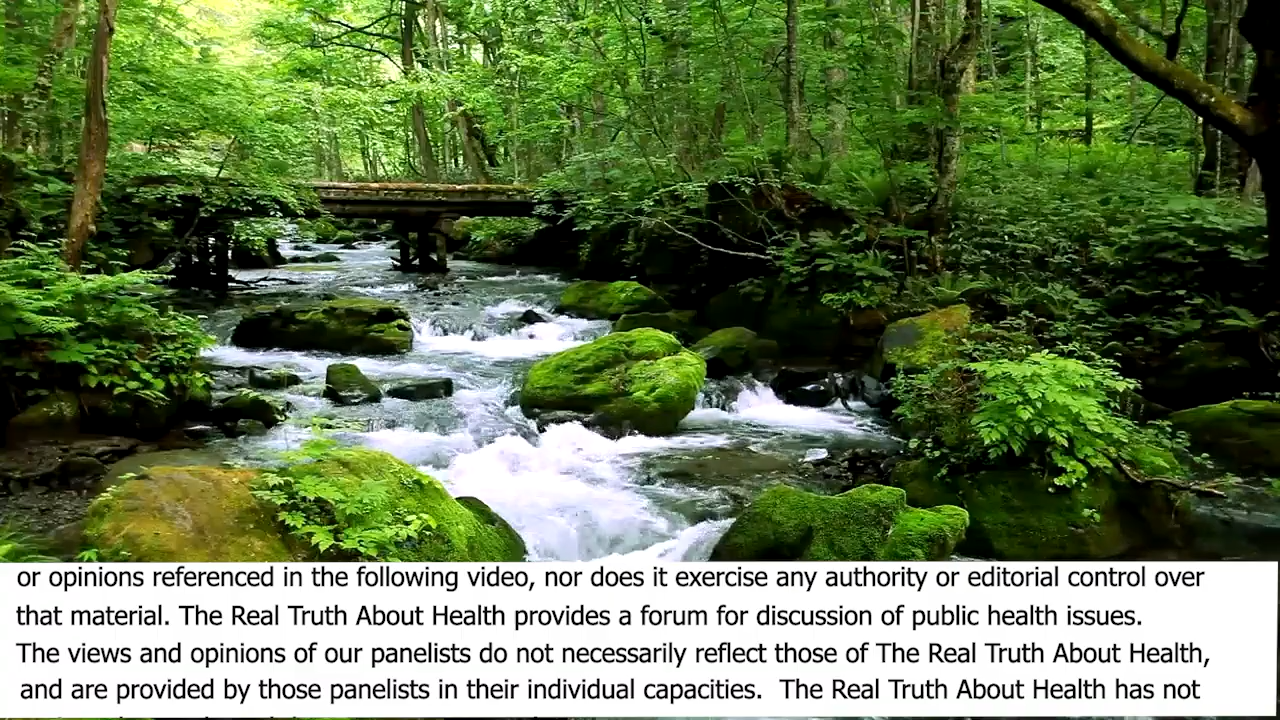 or opinions referenced in the following video, nor does it exercise any authority or editorial control over
that material. The Real Truth About Health provides a forum for discussion of public health issues.
The views and opinions of our panelists do not necessarily reflect those of The Real Truth About Health,
and are provided by those panelists in their individual capacities. The Real Truth About Health has not